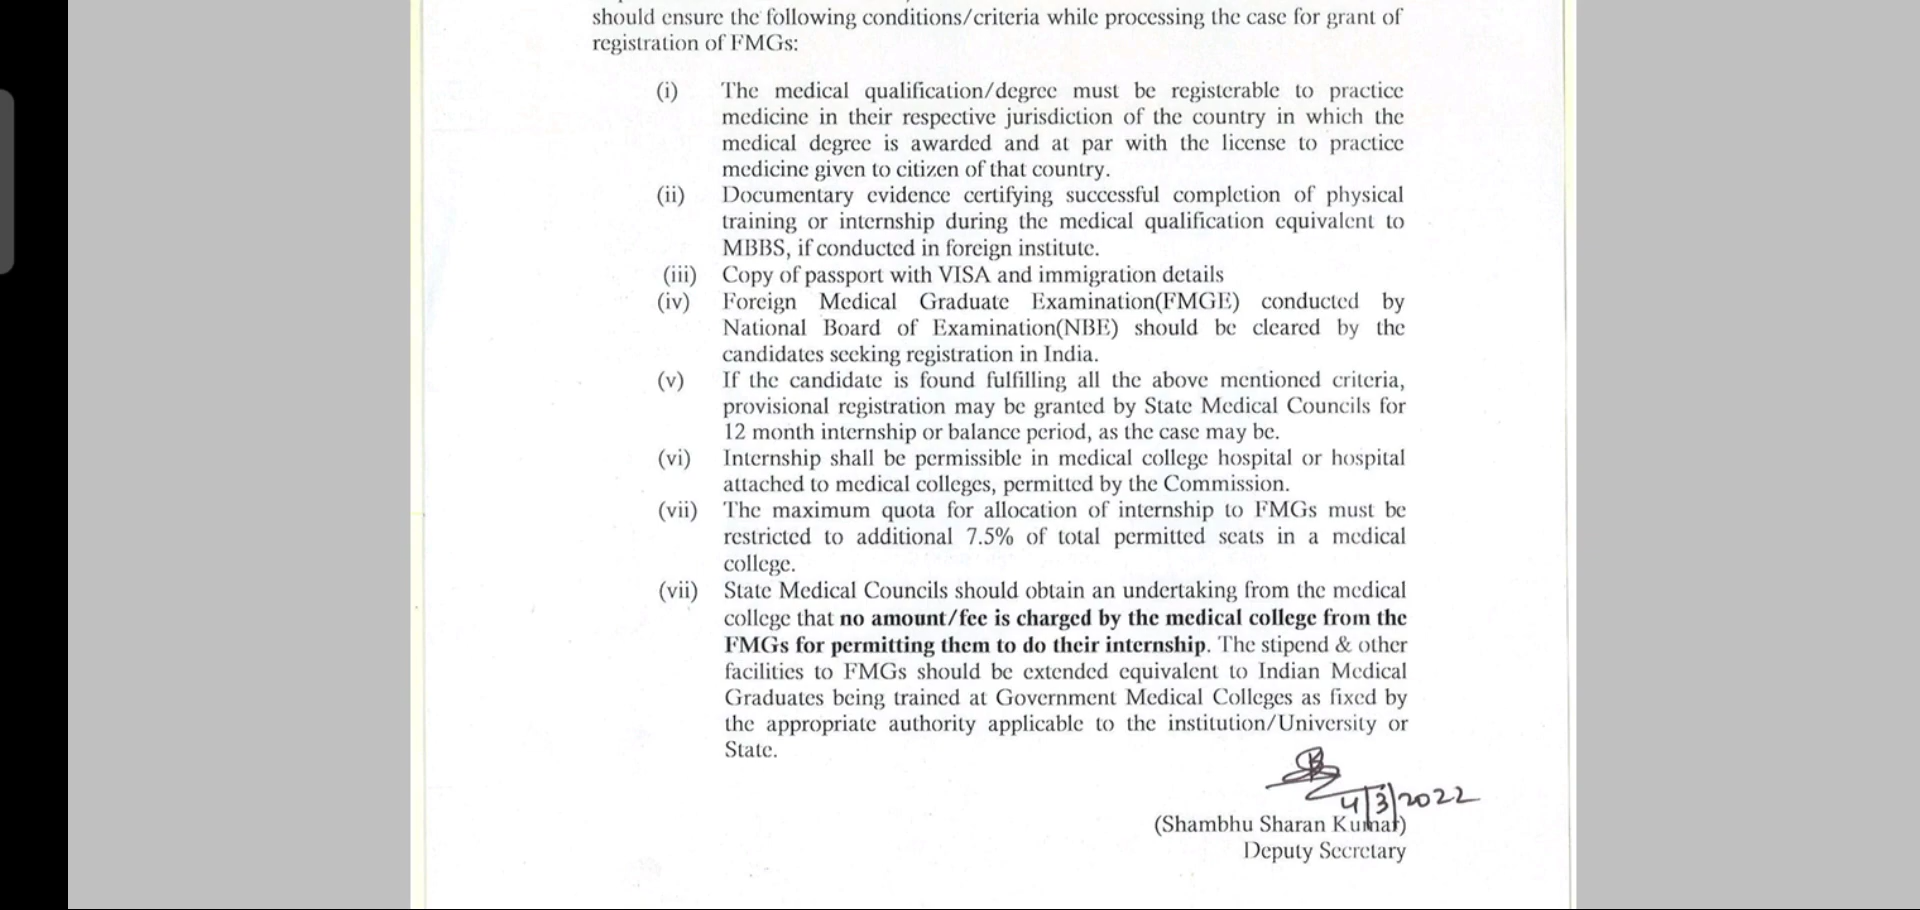 should ensure the following conditions/criteria while processing the case for grant of
registration of FMGs:
(i) The medical qualification/degree must be registerable to practice
medicine in their respective jurisdiction of the country in which the
medical degree is awarded and at par with the license to practice
medicine given to citizen of that country.
(ii) Documentary evidence certifying successful completion of physical
training or internship during the medical qualification equivalent to
MBBS, if conducted in foreign institute.
(iii) Copy of passport with VISA and immigration details
(iv) Foreign Medical Graduate Examination(FMGE) conducted by
National Board of Examination(NBE) should be cleared by the
candidates seeking registration in India.
(v) If the candidate is found fulfilling all the above mentioned criteria,
provisional registration may be granted by State Medical Councils for
12 month internship or balance period, as the case may be.
(vi) Internship shall be permissible in medical college hospital or hospital
attached to medical colleges, permitted by the Commission.
(vii) The maximum quota for allocation of internship to FMGs must be
restricted to additional 7.5% of total permitted seats in a medical
college.
(vii) State Medical Councils should obtain an undertaking from the medical
college that no amount/fee is charged by the medical college from the
FMGs for permitting them to do their internship. The stipend & other
facilities to FMGs should be extended equivalent to Indian Medical
Graduates being trained at Government Medical Colleges as fixed by
the appropriate authority applicable to the institution/University or
State.
4/3/2022
(Shambhu Sharan Kumar)
Deputy Secretary